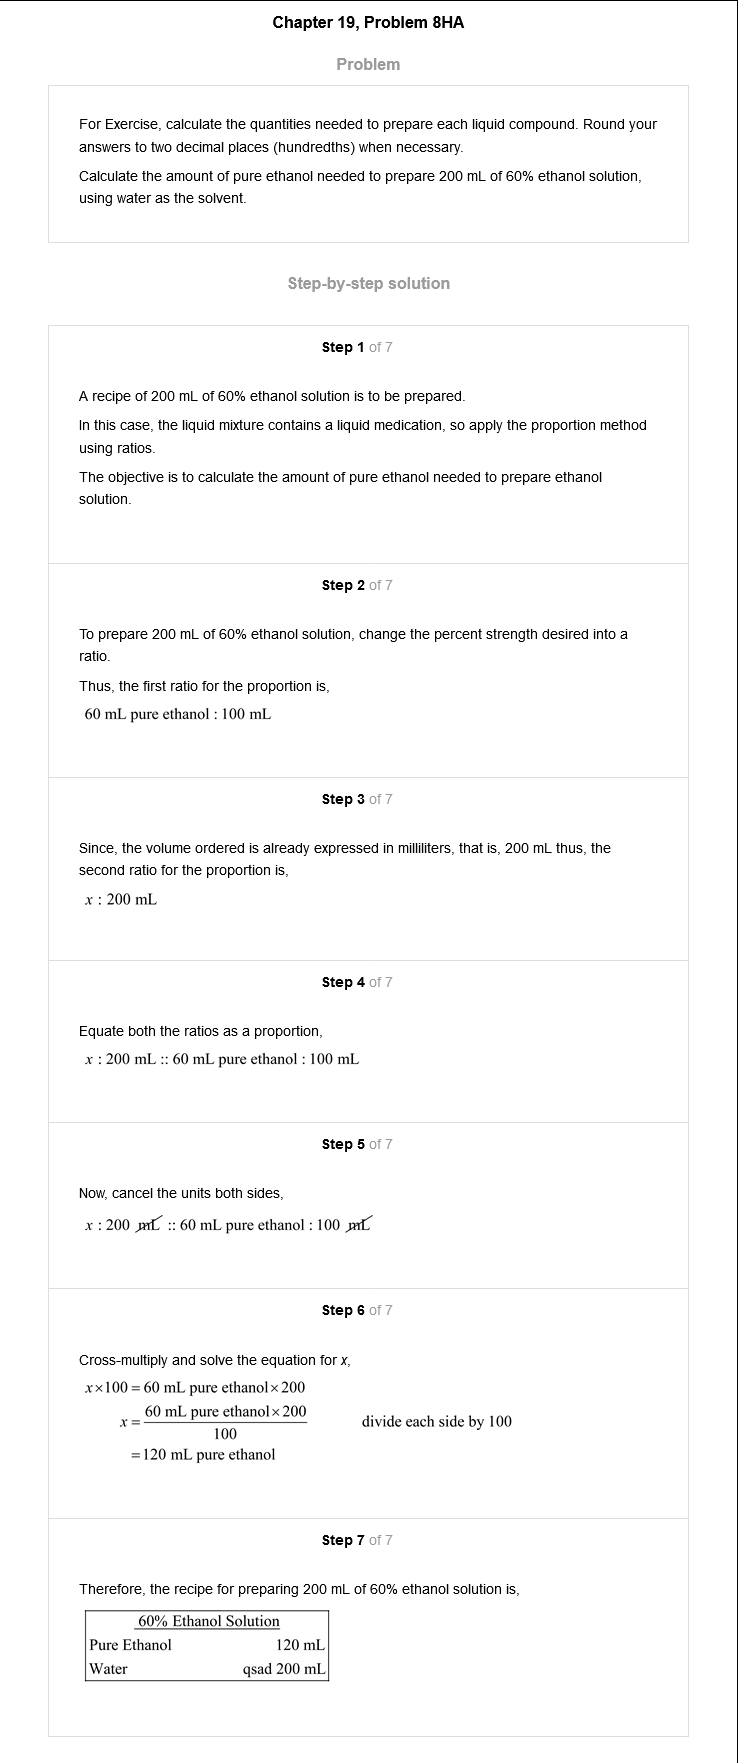 Chapter 19, Problem 8HA
Problem
For Exercise, calculate the quantities needed to prepare each liquid compound. Round your
answers to two decimal places (hundredths) when necessary.
Calculate the amount of pure ethanol needed to prepare 200 mL of 60% ethanol solution,
using water as the solvent.
Step-by-step solution
Step 1 of 7
A recipe of 200 mL of 60% ethanol solution is to be prepared.
In this case, the liquid mixture contains a liquid medication, so apply the proportion method
using ratios.
The objective is to calculate the amount of pure ethanol needed to prepare ethanol
solution.
Step 2 of 7
To prepare 200 mL of 60% ethanol solution, change the percent strength desired into a
ratio.
Thus, the first ratio for the proportion is,
60 mL pure ethanol : 100 mL
Step 3 of 7
Since, the volume ordered is already expressed in milliliters, that is, 200 mL thus, the
second ratio for the proportion is,
x : 200 mL
Step 4 of 7
Equate both the ratios as a proportion,
x : 200 mL :: 60 mL pure ethanol : 100 mL
Step 5 of 7
Now, cancel the units both sides,
x : 200 mL :: 60 mL pure ethanol : 100 mL
Step 6 of 7
Cross-multiply and solve the equation for x,
x×100 = 60 mL pure ethanol×200
x = 60 mL pure ethanol×200
100
divide each side by 100
= 120 mL pure ethanol
Step 7 of 7
Therefore, the recipe for preparing 200 mL of 60% ethanol solution is,
60% Ethanol Solution
Pure Ethanol 120 mL
Water qsad 200 mL